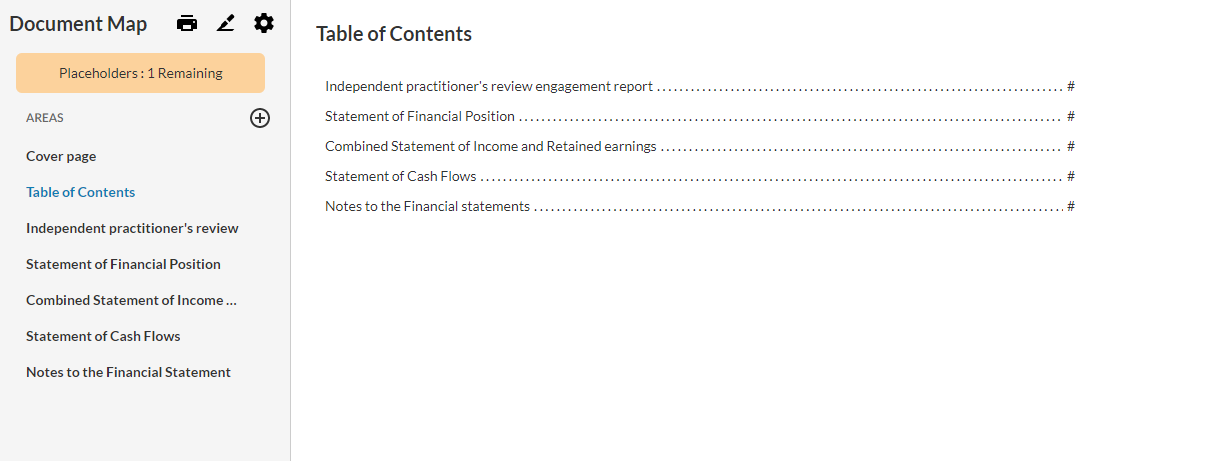 Document Map
Placeholders : 1 Remaining
AREAS
Cover page
Table of Contents
Independent practitioner's review
Statement of Financial Position
Combined Statement of Income ...
Statement of Cash Flows
Notes to the Financial Statement
Table of Contents
Independent practitioner's review engagement report ........................................ #
Statement of Financial Position ........................................ #
Combined Statement of Income and Retained earnings ........................................ #
Statement of Cash Flows ........................................ #
Notes to the Financial statements ........................................ #